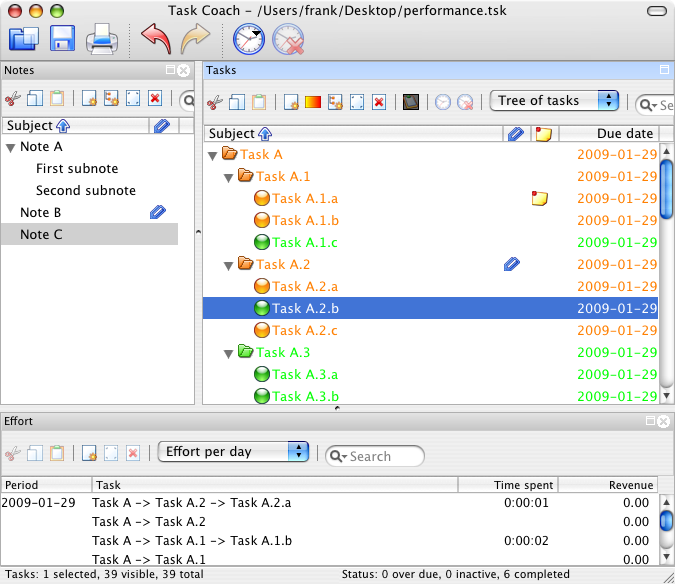 Task Coach - /Users/frank/Desktop/performance.tsk
Notes
Subject
Note A
First subnote
Second subnote
Note B
Note C
Tasks
Tree of tasks
Se
Subject Due date
Task A 2009-01-29
Task A.1 2009-01-29
Task A.1.a 2009-01-29
Task A.1.b 2009-01-29
Task A.1.c 2009-01-29
Task A.2 2009-01-29
Task A.2.a 2009-01-29
Task A.2.b 2009-01-29
Task A.2.c 2009-01-29
Task A.3 2009-01-29
Task A.3.a 2009-01-29
Task A.3.b 2009-01-29
Effort
Effort per day Search
Period Task Time spent Revenue
2009-01-29 Task A -> Task A.2 -> Task A.2.a 0:00:01 0.00
Task A -> Task A.2 0.00
Task A -> Task A.1 -> Task A.1.b 0:00:02 0.00
Task A -> Task A.1 0.00
Tasks: 1 selected, 39 visible, 39 total Status: 0 over due, 0 inactive, 6 completed